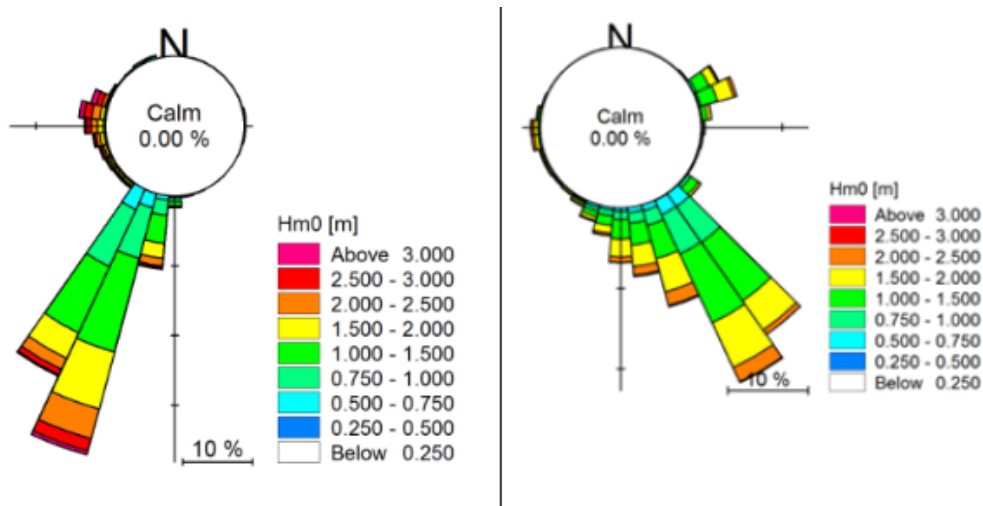 N
Calm
0.00 %
Hm0 [m]
Above 3.000
2.500 - 3.000
2.000 - 2.500
1.500 - 2.000
1.000 - 1.500
0.750 - 1.000
0.500 - 0.750
0.250 - 0.500
Below 0.250
10 %
N
Calm
0.00 %
Hm0 [m]
Above 3.000
2.500 - 3.000
2.000 - 2.500
1.500 - 2.000
1.000 - 1.500
0.750 - 1.000
0.500 - 0.750
0.250 - 0.500
Below 0.250
10 %